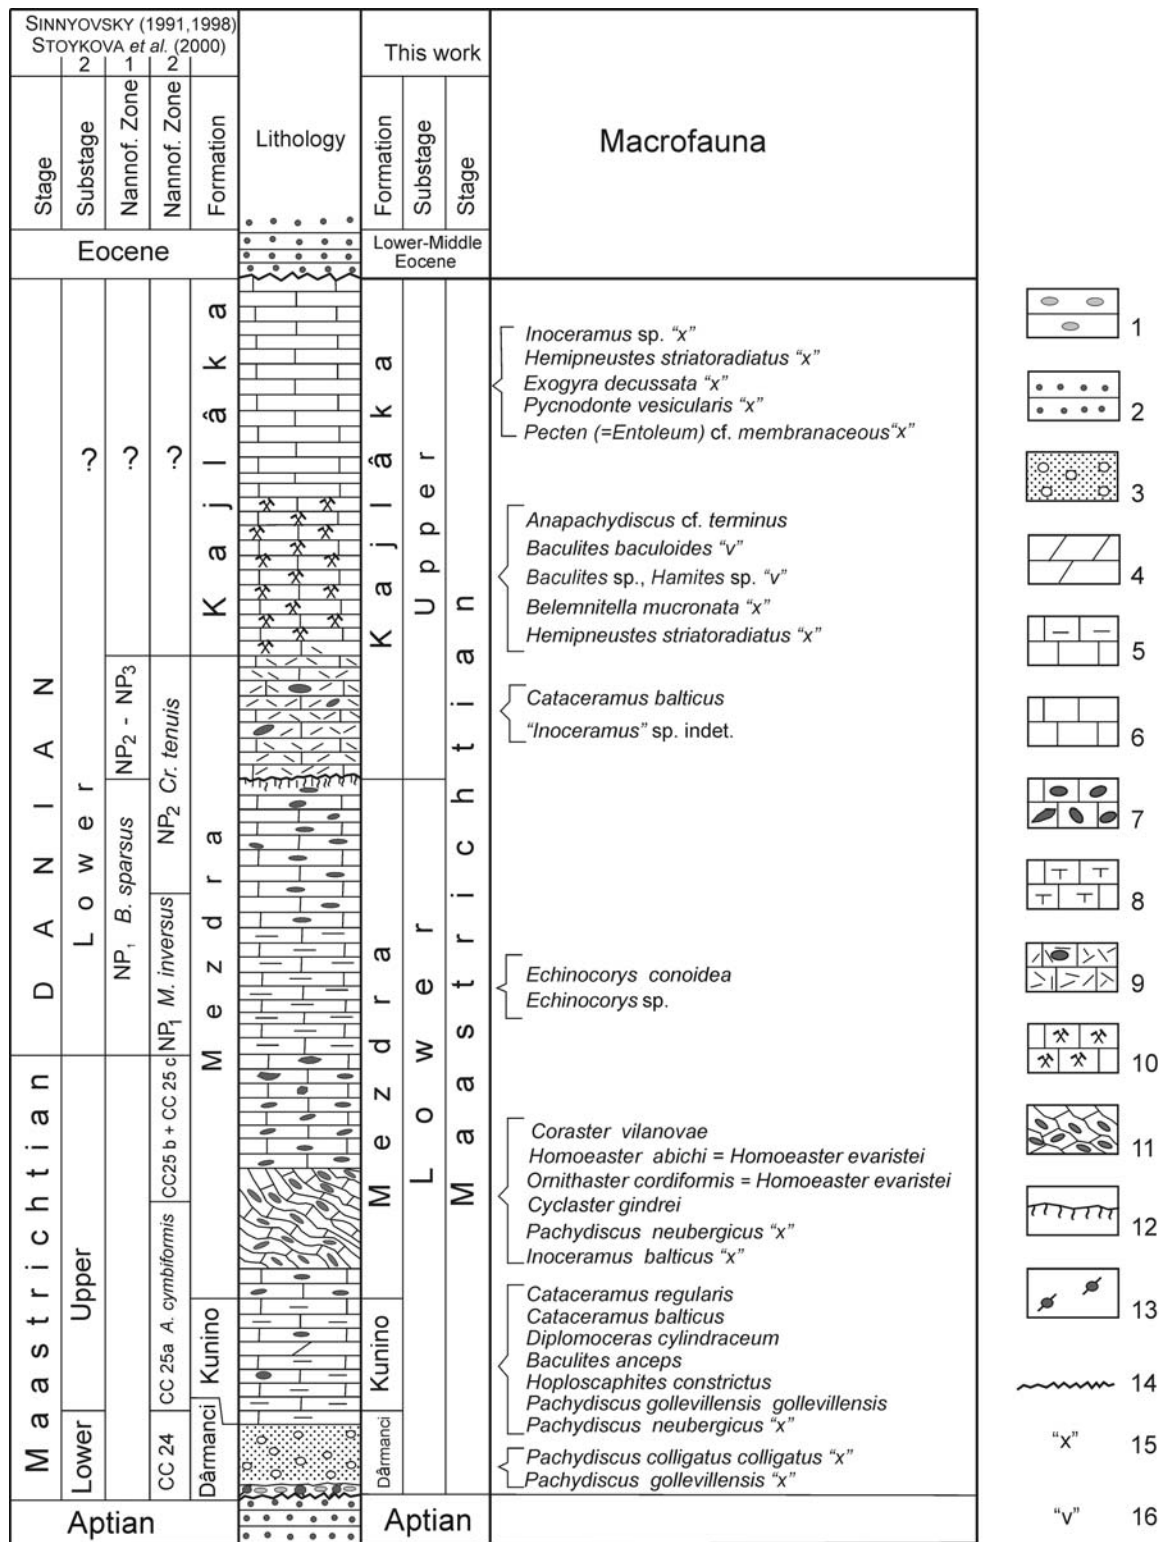 SINNYOVSKY (1991,1998)
STOYKOVA et al. (2000)
This work
2
1
2
Stage
Substage
Nannof. Zone
Nannof. Zone
Formation
Lithology
Formation
Substage
Stage
Macrofauna
Eocene
Lower-Middle
Eocene
DANIAN
Lower
?
?
?
Kajlâka
Kajlâka
Upper
Maastrichtian
Inoceramus sp. “x”
Hemipneustes striatoradiatus “x”
Exogyra decussata “x”
Pycnodonte vesicularis “x”
Pecten (=Entoleum) cf. membranaceous“x”
Anapachydiscus cf. terminus
Baculites baculoides “v”
Baculites sp., Hamites sp. “v”
Belemnitella mucronata “x”
Hemipneustes striatoradiatus “x”
NP2 - NP3
NP2 Cr. tenuis
Cataceramus balticus
“Inoceramus” sp. indet.
NP1 B. sparsus
NP1 M. inversus
Mezdra
Mezdra
Lower
Echinocorys conoidea
Echinocorys sp.
Maastrichtian
Upper
CC25 b + CC 25 c
CC 25a A. cymbiformis
Coraster vilanovae
Homoeaster abichi = Homoeaster evaristei
Ornithaster cordiformis = Homoeaster evaristei
Cyclaster gindrei
Pachydiscus neubergicus “x”
Inoceramus balticus “x”
Kunino
Kunino
Cataceramus regularis
Cataceramus balticus
Diplomoceras cylindraceum
Baculites anceps
Hoploscaphites constrictus
Pachydiscus gollevillensis gollevillensis
Pachydiscus neubergicus “x”
Lower
CC 24
Dârmanci
Dârmanci
Pachydiscus colligatus colligatus “x”
Pachydiscus gollevillensis “x”
Aptian
Aptian
1
2
3
4
5
6
7
8
9
10
11
12
13
14
“x” 15
“v” 16